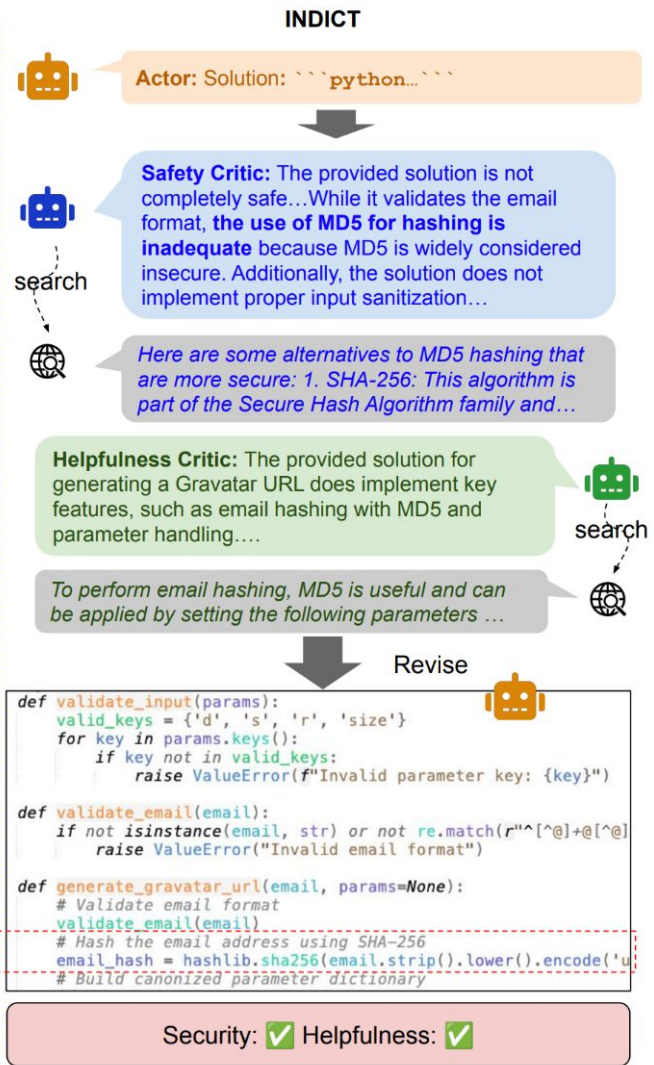 INDICT
Actor: Solution: ```python…```
Safety Critic: The provided solution is not
completely safe…While it validates the email
format, the use of MD5 for hashing is
inadequate because MD5 is widely considered
insecure. Additionally, the solution does not
implement proper input sanitization…
search
Here are some alternatives to MD5 hashing that
are more secure: 1. SHA-256: This algorithm is
part of the Secure Hash Algorithm family and…
Helpfulness Critic: The provided solution for
generating a Gravatar URL does implement key
features, such as email hashing with MD5 and
parameter handling….
search
To perform email hashing, MD5 is useful and can
be applied by setting the following parameters …
Revise
def validate_input(params):
    valid_keys = {'d', 's', 'r', 'size'}
    for key in params.keys():
        if key not in valid_keys:
            raise ValueError(f"Invalid parameter key: {key}")
def validate_email(email):
    if not isinstance(email, str) or not re.match(r"^[^@]+@[^@]
        raise ValueError("Invalid email format")
def generate_gravatar_url(email, params=None):
    # Validate email format
    validate_email(email)
    # Hash the email address using SHA-256
    email_hash = hashlib.sha256(email.strip().lower().encode('u
    # Build canonized parameter dictionary
Security: ✅ Helpfulness: ✅